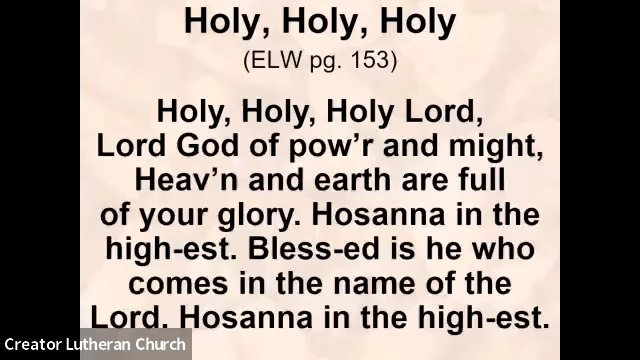 Holy, Holy, Holy
(ELW pg. 153)
Holy, Holy, Holy Lord,
Lord God of pow’r and might,
Heav’n and earth are full
of your glory. Hosanna in the
high-est. Bless-ed is he who
comes in the name of the
Lord. Hosanna in the high-est.
Creator Lutheran Church